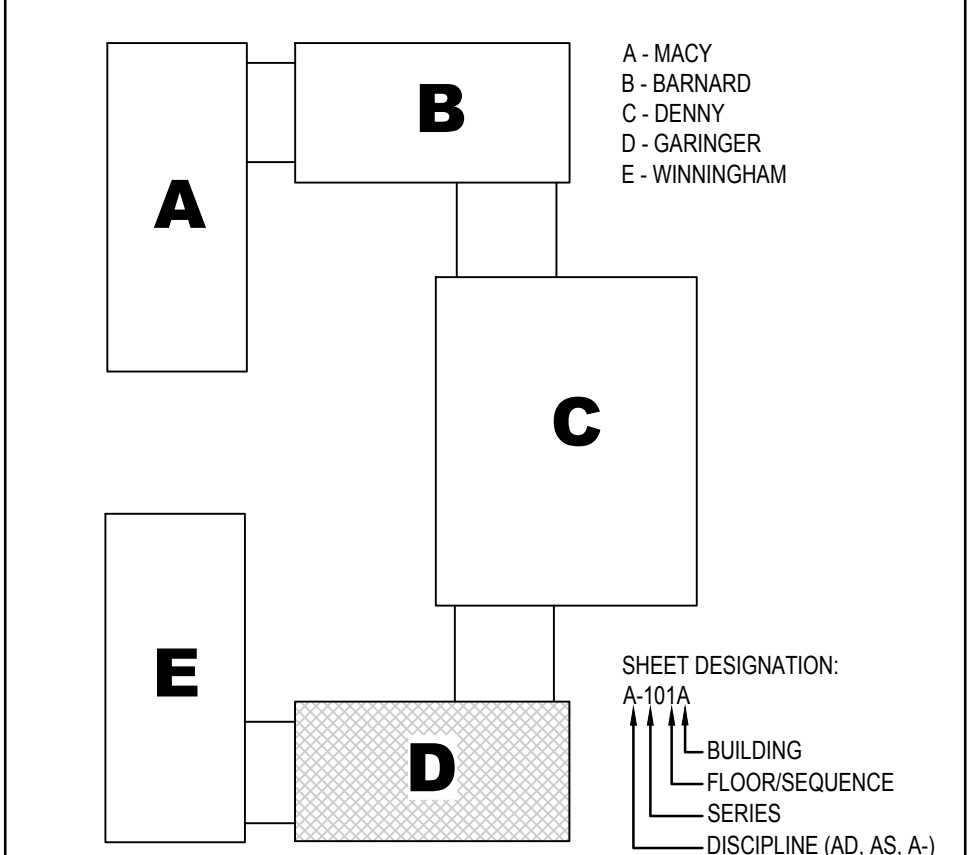 A
B
C
D
E
A - MACY
B - BARNARD
C - DENNY
D - GARINGER
E - WINNINGHAM
SHEET DESIGNATION:
A-101A
BUILDING
FLOOR/SEQUENCE
SERIES
DISCIPLINE (AD, AS, A-)